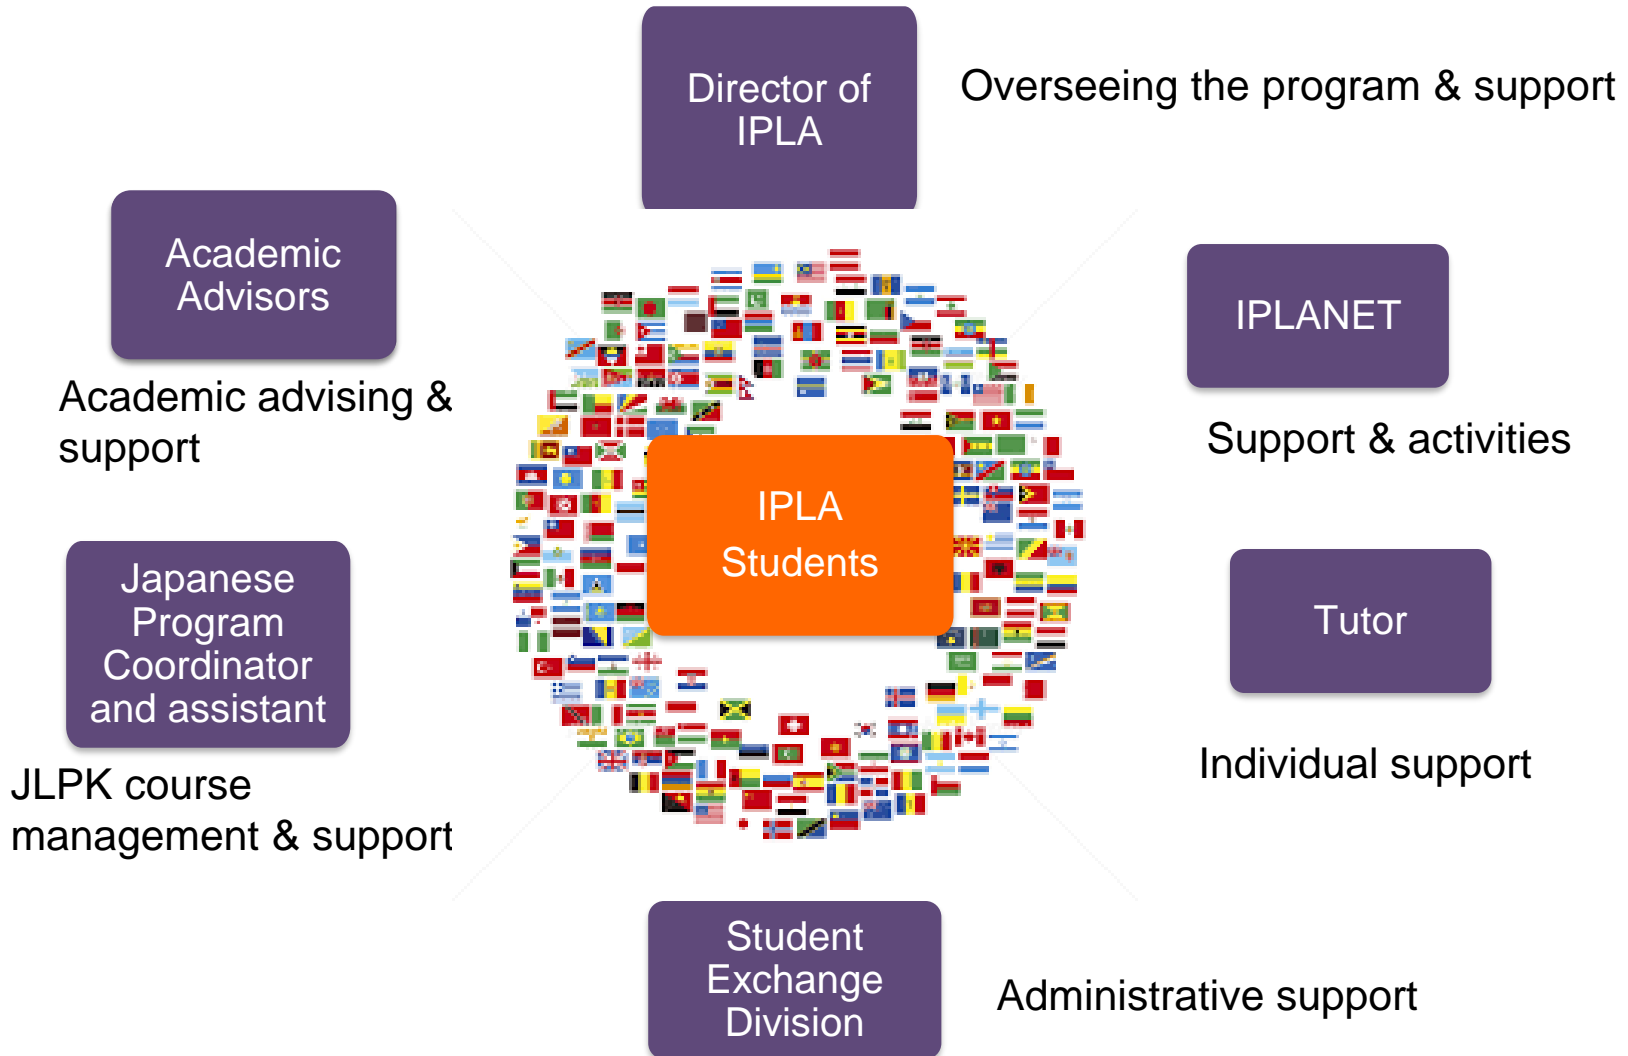 Director of
IPLA
Overseeing the program & support
Academic
Advisors
Academic advising &
support
IPLANET
Support & activities
IPLA
Students
Japanese
Program
Coordinator
and assistant
JLPK course
management & support
Tutor
Individual support
Student
Exchange
Division
Administrative support